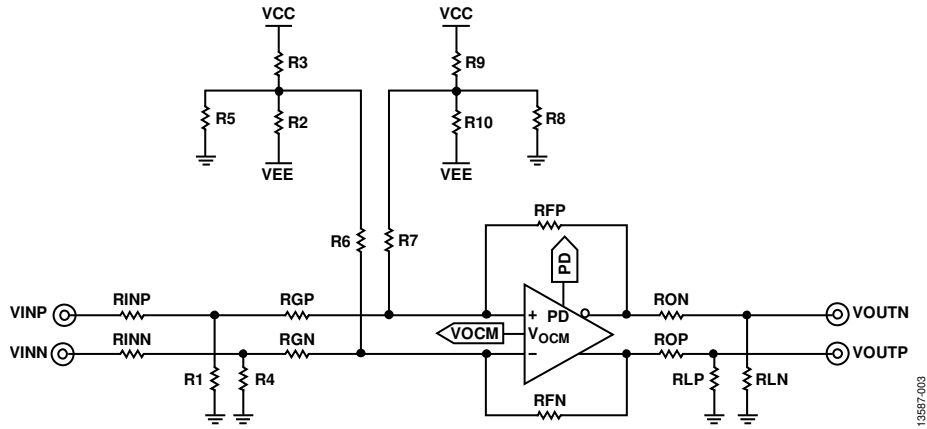 VCC
VCC
R3
R9
R5
R2
R10
R8
VEE
VEE
RFP
R6
R7
PD
VINP
RINP
RGP
+
PD
RON
VOUTN
VOCM
VOCM
VINN
RINN
RGN
−
ROP
VOUTP
R1
R4
RLP
RLN
RFN
13587-003